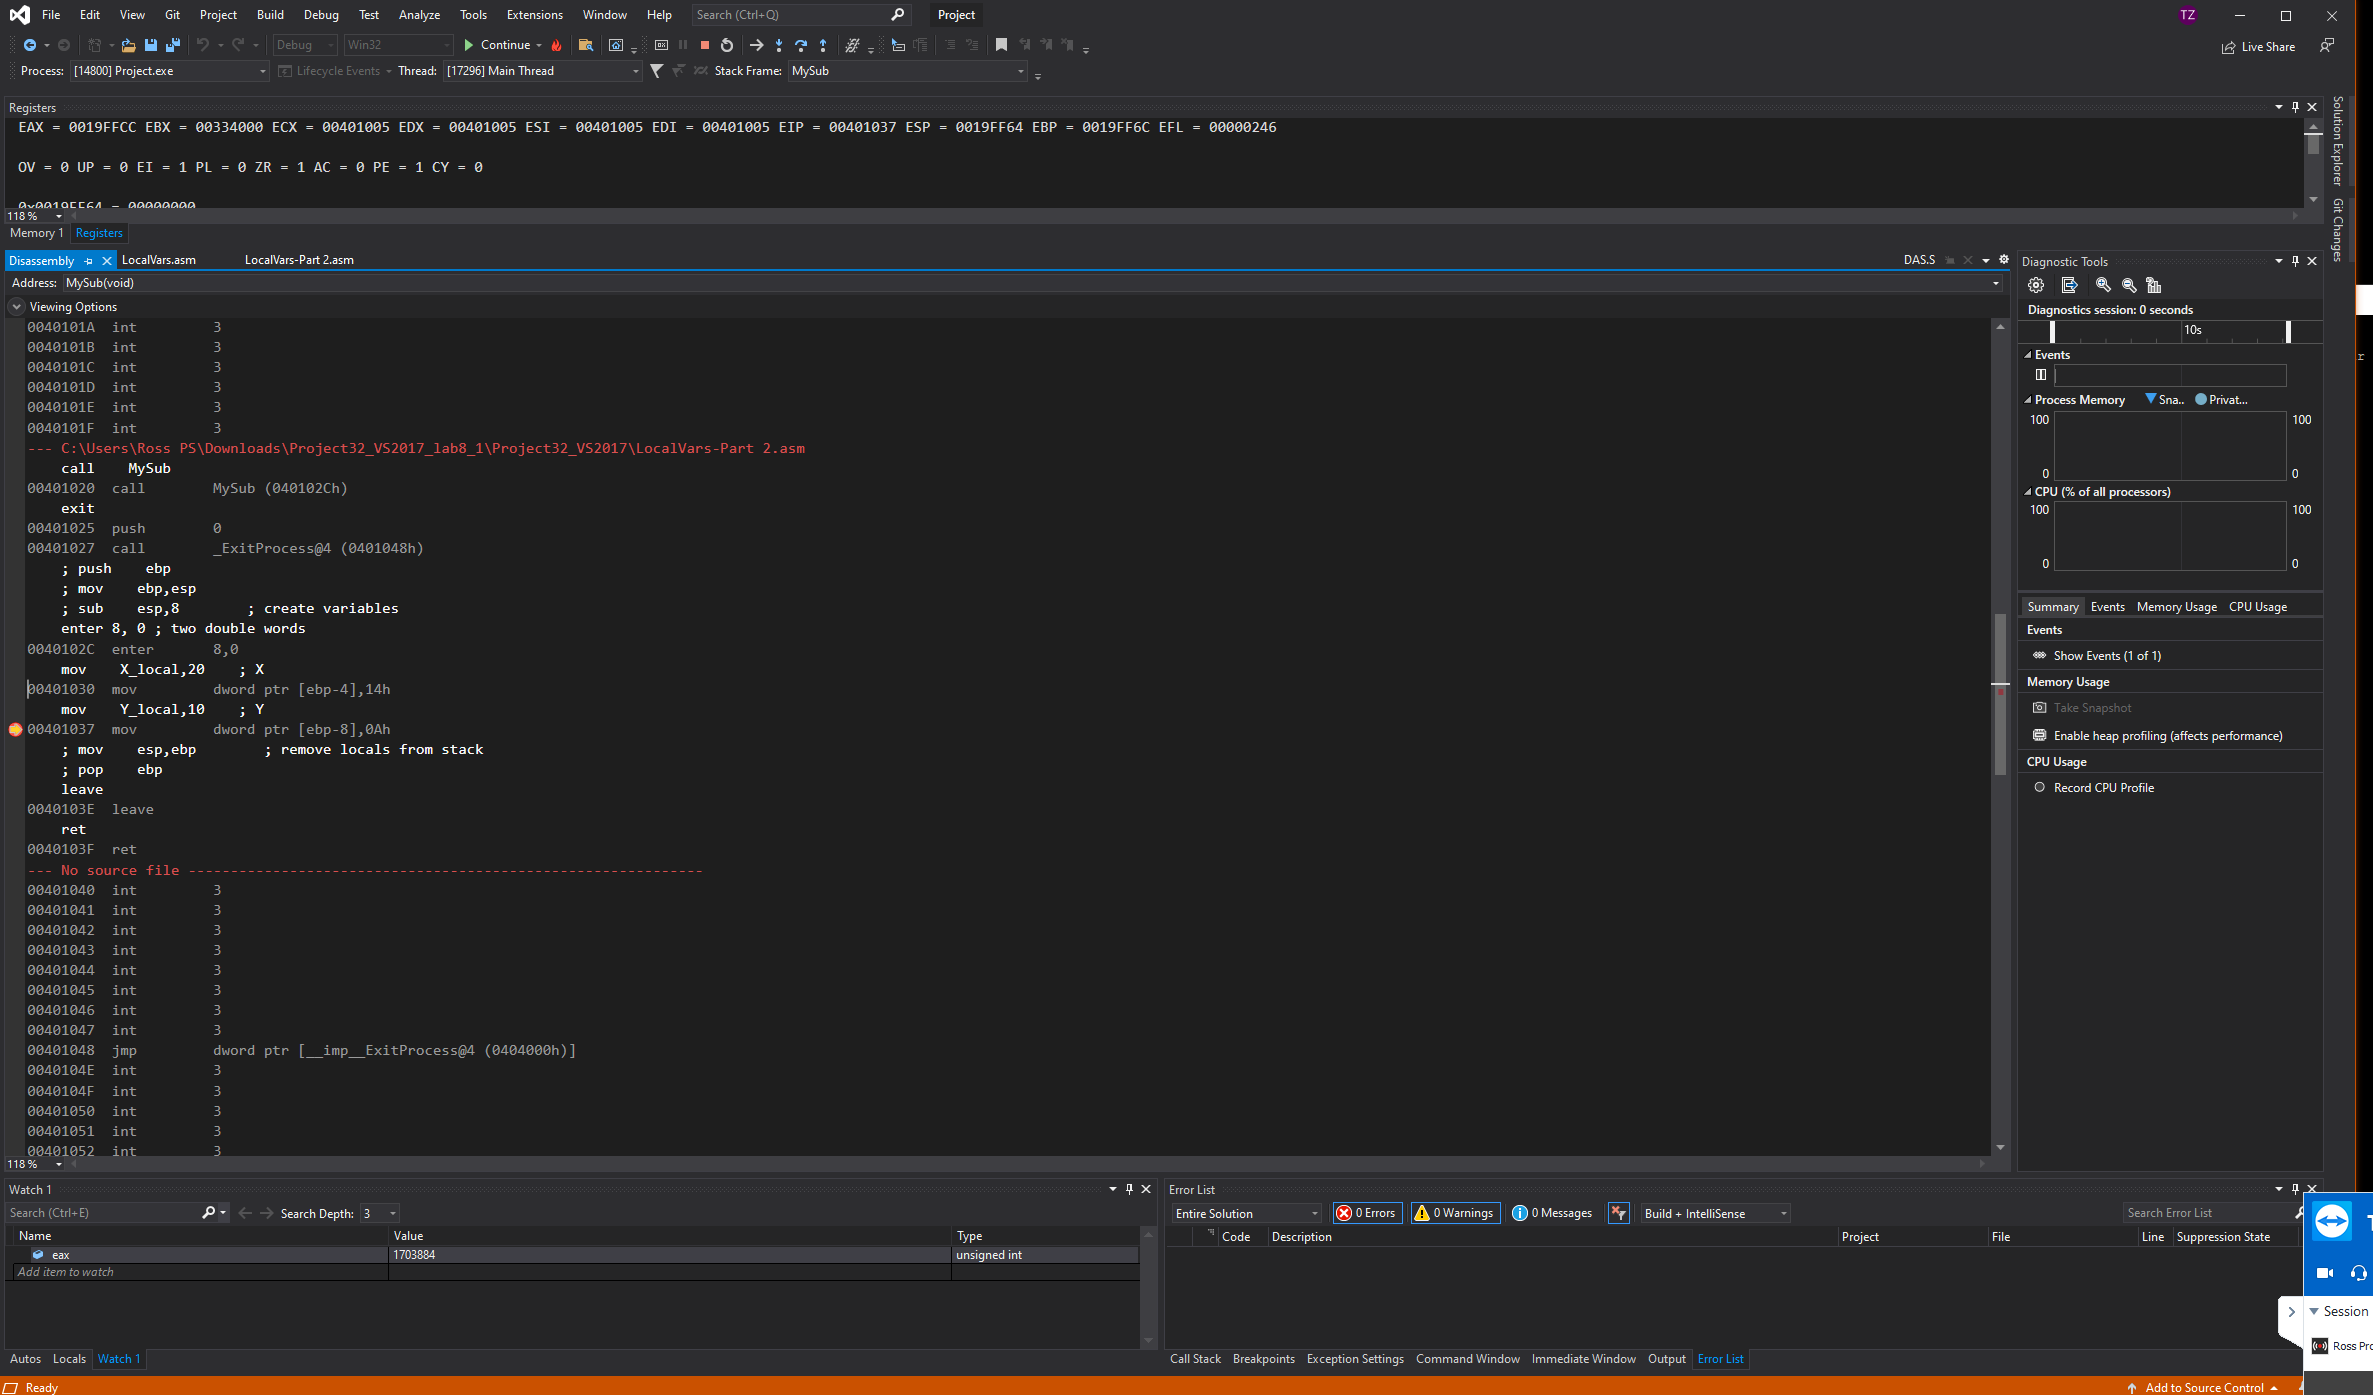 File Edit View Git Project Build Debug Test Analyze Tools Extensions Window Help Search (Ctrl+Q) Project TZ
Debug Win32 Continue Live Share
Process: [14800] Project.exe Lifecycle Events Thread: [17296] Main Thread Stack Frame: MySub
Registers
EAX = 0019FFCC EBX = 00334000 ECX = 00401005 EDX = 00401005 ESI = 00401005 EDI = 00401005 EIP = 00401037 ESP = 0019FF64 EBP = 0019FF6C EFL = 00000246
OV = 0 UP = 0 EI = 1 PL = 0 ZR = 1 AC = 0 PE = 1 CY = 0
0x0019FF64 = 00000000
118 %
Memory 1 Registers
Solution Explorer
Git Changes
Disassembly LocalVars.asm LocalVars-Part 2.asm DAS.S
Address: MySub(void)
Viewing Options
0040101A int 3
0040101B int 3
0040101C int 3
0040101D int 3
0040101E int 3
0040101F int 3
--- C:\Users\Ross PS\Downloads\Project32_VS2017_lab8_1\Project32_VS2017\LocalVars-Part 2.asm
call MySub
00401020 call MySub (040102Ch)
exit
00401025 push 0
00401027 call _ExitProcess@4 (0401048h)
; push ebp
; mov ebp,esp
; sub esp,8 ; create variables
enter 8, 0 ; two double words
0040102C enter 8,0
mov X_local,20 ; X
00401030 mov dword ptr [ebp-4],14h
mov Y_local,10 ; Y
00401037 mov dword ptr [ebp-8],0Ah
; mov esp,ebp ; remove locals from stack
; pop ebp
leave
0040103E leave
ret
0040103F ret
--- No source file -------------------------------------------------------------
00401040 int 3
00401041 int 3
00401042 int 3
00401043 int 3
00401044 int 3
00401045 int 3
00401046 int 3
00401047 int 3
00401048 jmp dword ptr [__imp__ExitProcess@4 (0404000h)]
0040104E int 3
0040104F int 3
00401050 int 3
00401051 int 3
00401052 int 3
118 %
Diagnostic Tools
Diagnostics session: 0 seconds
10s
Events
Process Memory Sna.. Privat...
100 100
0 0
CPU (% of all processors)
100 100
0 0
Summary Events Memory Usage CPU Usage
Events
Show Events (1 of 1)
Memory Usage
Take Snapshot
Enable heap profiling (affects performance)
CPU Usage
Record CPU Profile
Watch 1
Search (Ctrl+E) Search Depth: 3
Name Value Type
eax 1703884 unsigned int
Add item to watch
Autos Locals Watch 1
Error List
Entire Solution 0 Errors 0 Warnings 0 Messages Build + IntelliSense Search Error List
Code Description Project File Line Suppression State
Call Stack Breakpoints Exception Settings Command Window Immediate Window Output Error List
Session
Ross Pro
Ready Add to Source Control